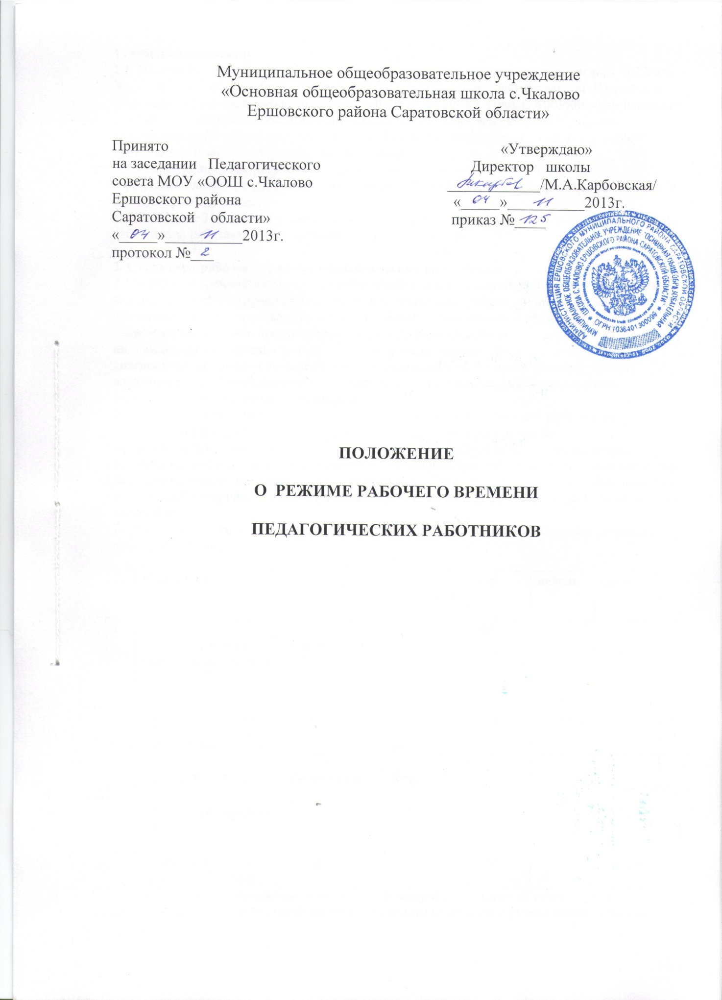 Муниципальное общеобразовательное учреждение
«Основная общеобразовательная школа с.Чкалово
Ершовского района Саратовской области»
Принято
на заседании Педагогического
совета МОУ «ООШ с.Чкалово
Ершовского района
Саратовской области»
«04» 11 2013г.
протокол № 2
«Утверждаю»
Директор школы
/М.А.Карбовская/
«04» 11 2013г.
приказ № 125
АДМИНИСТРАЦИЯ ЕРШОВСКОГО МУНИЦИПАЛЬНОГО РАЙОНА САРАТОВСКОЙ ОБЛАСТИ
МУНИЦИПАЛЬНОЕ ОБЩЕОБРАЗОВАТЕЛЬНОЕ УЧРЕЖДЕНИЕ "ОСНОВНАЯ ОБЩЕОБРАЗОВАТЕЛЬНАЯ
ШКОЛА С.ЧКАЛОВО ЕРШОВСКОГО РАЙОНА САРАТОВСКОЙ ОБЛАСТИ"
ОГРН 1036401300099
ПОЛОЖЕНИЕ
О РЕЖИМЕ РАБОЧЕГО ВРЕМЕНИ
ПЕДАГОГИЧЕСКИХ РАБОТНИКОВ